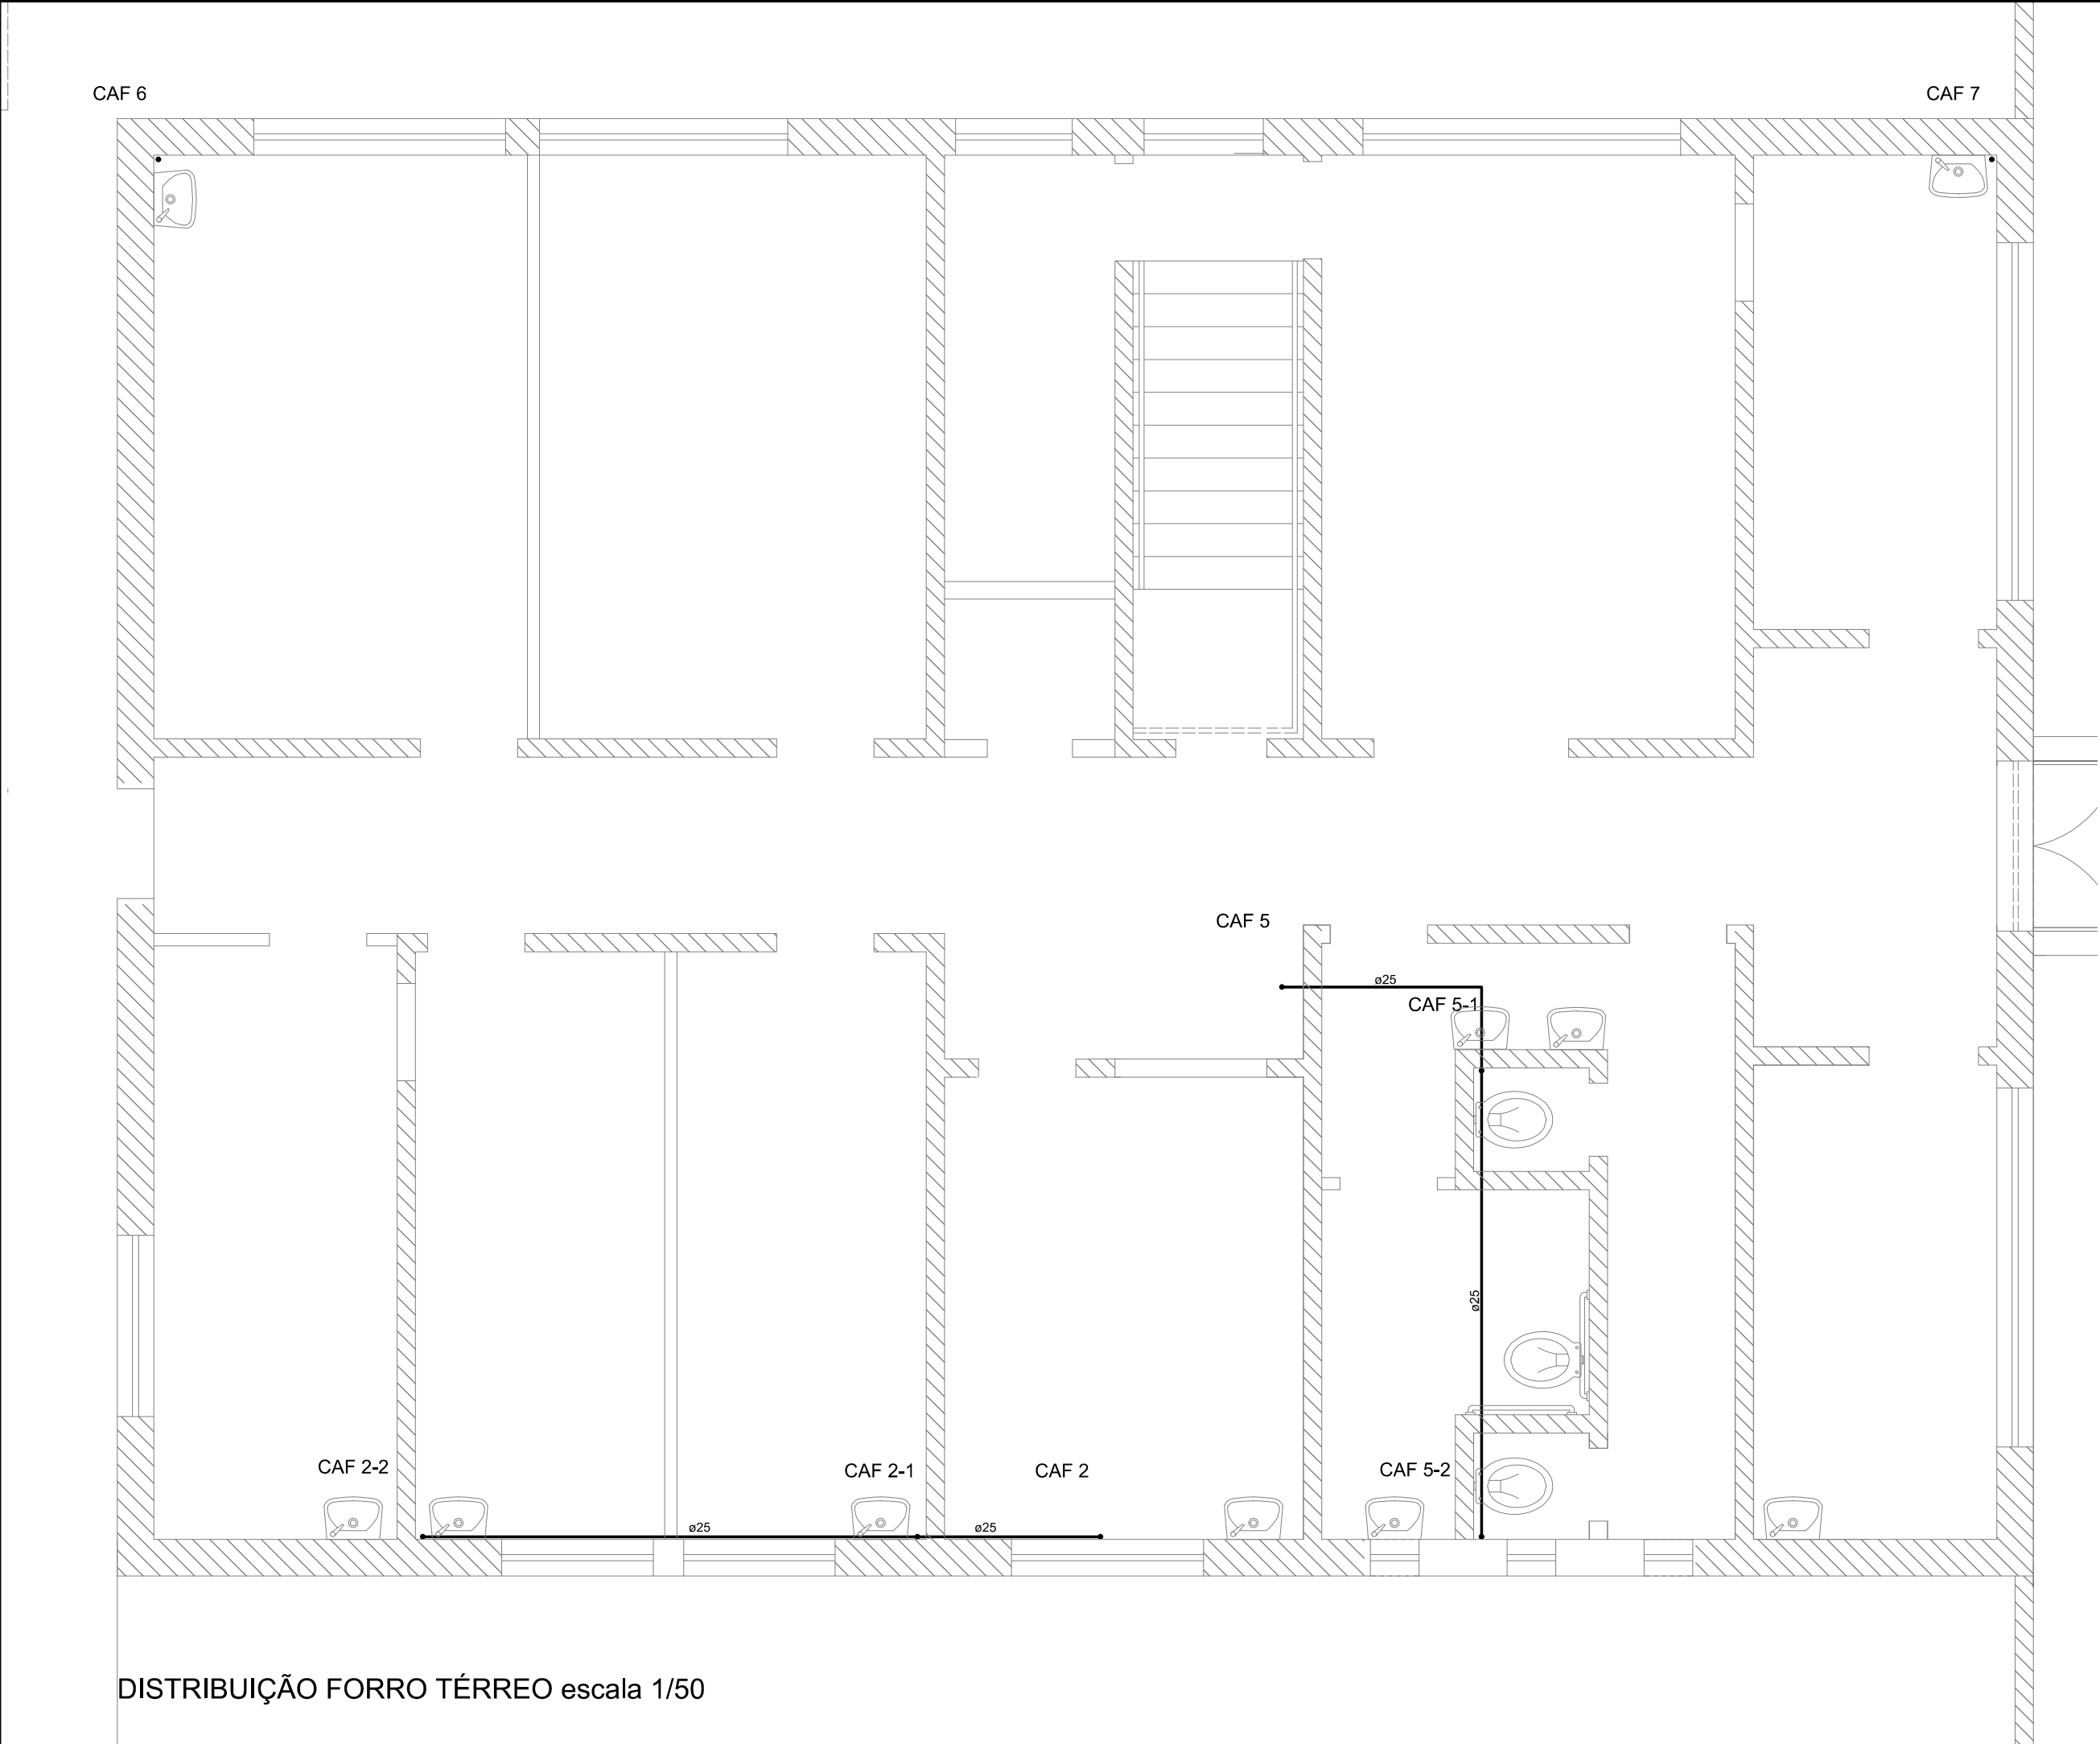 CAF 6
CAF 7
CAF 5
ø25
CAF 5-1
ø25
CAF 2-2
CAF 2-1
CAF 2
CAF 5-2
ø25
ø25
DISTRIBUIÇÃO FORRO TÉRREO escala 1/50